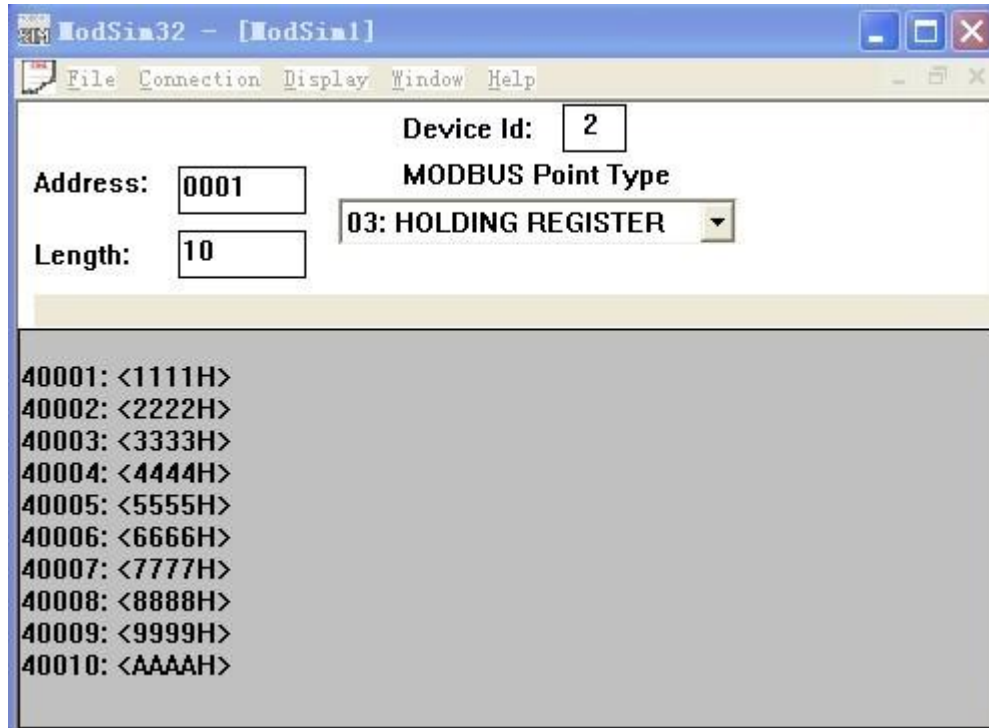 ModSim32 - [ModSim1]
File Connection Display Window Help
Device Id: 2
Address: 0001
MODBUS Point Type
03: HOLDING REGISTER
Length: 10
40001: <1111H>
40002: <2222H>
40003: <3333H>
40004: <4444H>
40005: <5555H>
40006: <6666H>
40007: <7777H>
40008: <8888H>
40009: <9999H>
40010: <AAAAH>